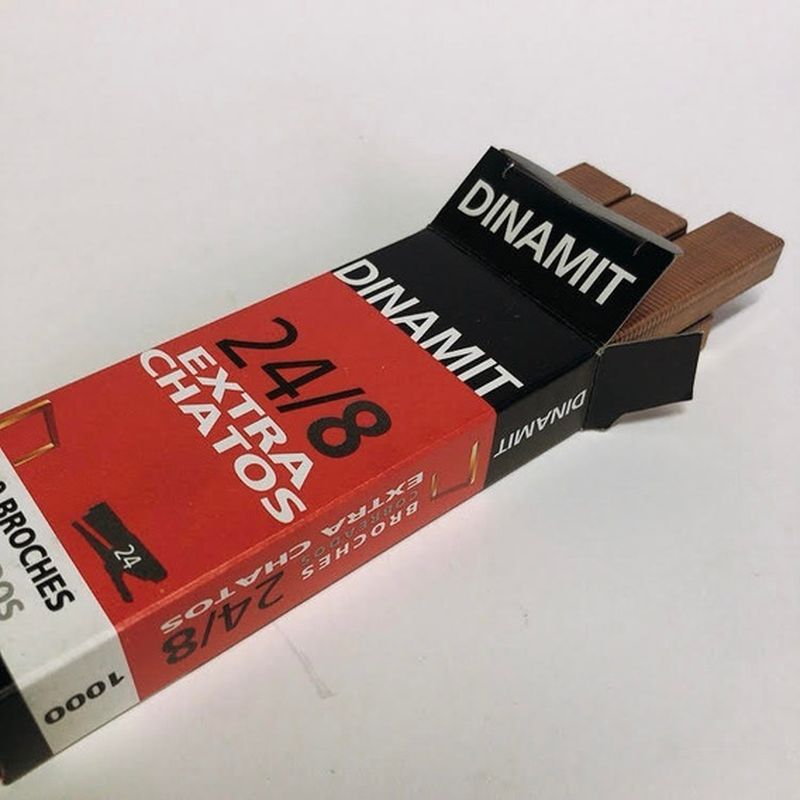 DINAMIT
DINAMIT
24/8
EXTRA
CHATOS
24
BROCHES
1000
DINAMIT
BROCHES
COBREADOS
EXTRA CHATOS
24/8